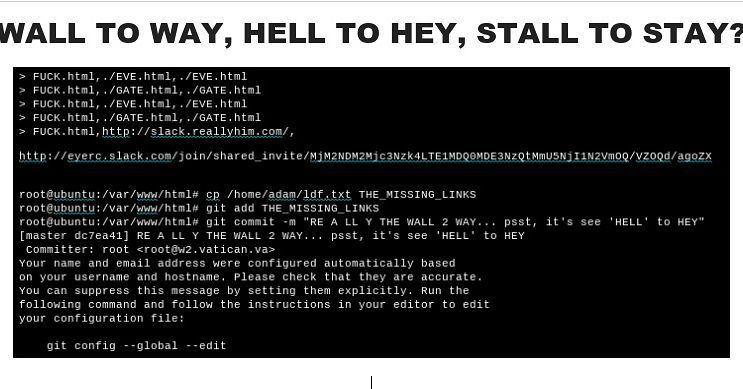 WALL TO WAY, HELL TO HEY, STALL TO STAY?
> FUCK.html,./EVE.html,./EVE.html
> FUCK.html,./GATE.html,./GATE.html
> FUCK.html,./EVE.html,./EVE.html
> FUCK.html,./GATE.html,./GATE.html
> FUCK.html,http://slack.reallyhim.com/,
http://eyerc.slack.com/join/shared_invite/MjM2NDM2Mjc3Nzk4LTE1MDQ0MDE3NzQtMmU5NjI1N2VmOQ/VZOQd/agoZX
root@ubuntu:/var/www/html# cp /home/adam/ldf.txt THE_MISSING_LINKS
root@ubuntu:/var/www/html# git add THE_MISSING_LINKS
root@ubuntu:/var/www/html# git commit -m "RE A LL Y THE WALL 2 WAY... psst, it's see 'HELL' to HEY"
[master dc7ea41] RE A LL Y THE WALL 2 WAY... psst, it's see 'HELL' to HEY
 Committer: root <root@w2.vatican.va>
Your name and email address were configured automatically based
on your username and hostname. Please check that they are accurate.
You can suppress this message by setting them explicitly. Run the
following command and follow the instructions in your editor to edit
your configuration file:
    git config --global --edit